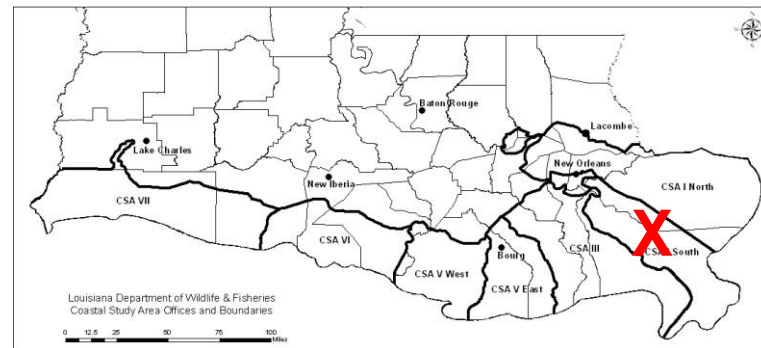 Baton Rouge
Lacombe
Lake Charles
New Orleans
New Iberia
CSA I North
CSA VII
CSA VI
CSA III
CSA South
Bourg
CSA V West
CSA V East
Louisiana Department of Wildlife & Fisheries
Coastal Study Area Offices and Boundaries
0 12.5 25 50 75 100
Miles
X